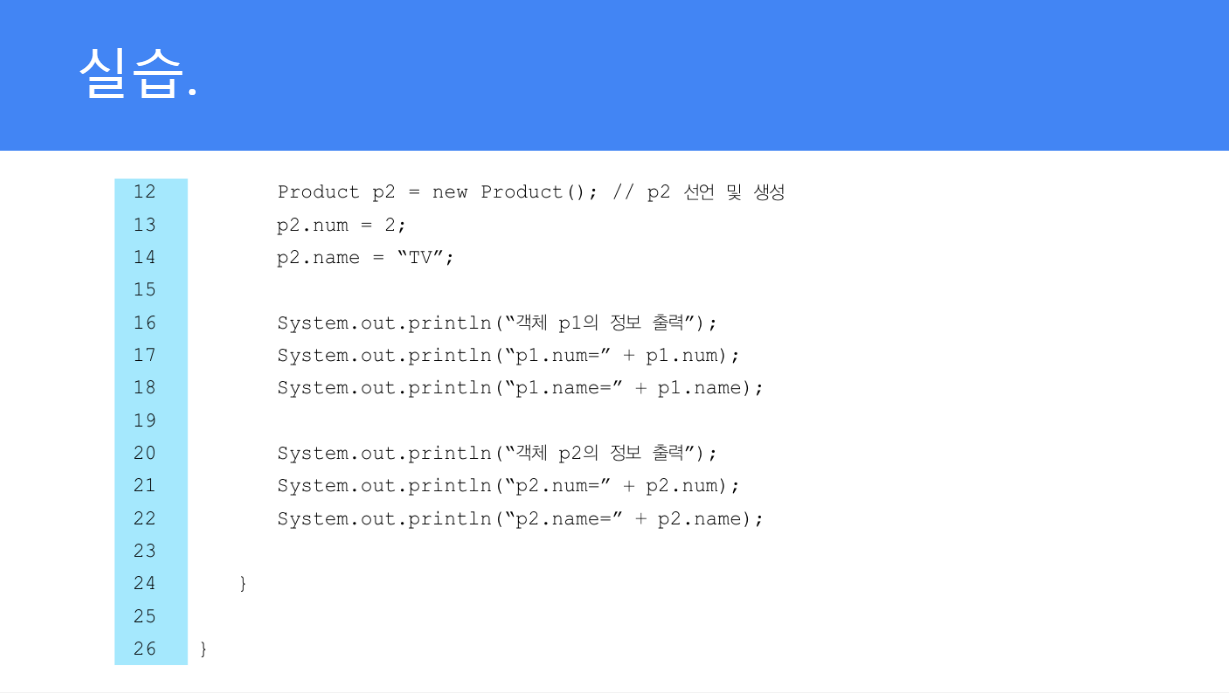 실습.
12 Product p2 = new Product(); // p2 선언 및 생성
13 p2.num = 2;
14 p2.name = “TV”;
15
16 System.out.println(“객체 p1의 정보 출력”);
17 System.out.println(“p1.num=” + p1.num);
18 System.out.println(“p1.name=” + p1.name);
19
20 System.out.println(“객체 p2의 정보 출력”);
21 System.out.println(“p2.num=” + p2.num);
22 System.out.println(“p2.name=” + p2.name);
23
24 }
25
26 }